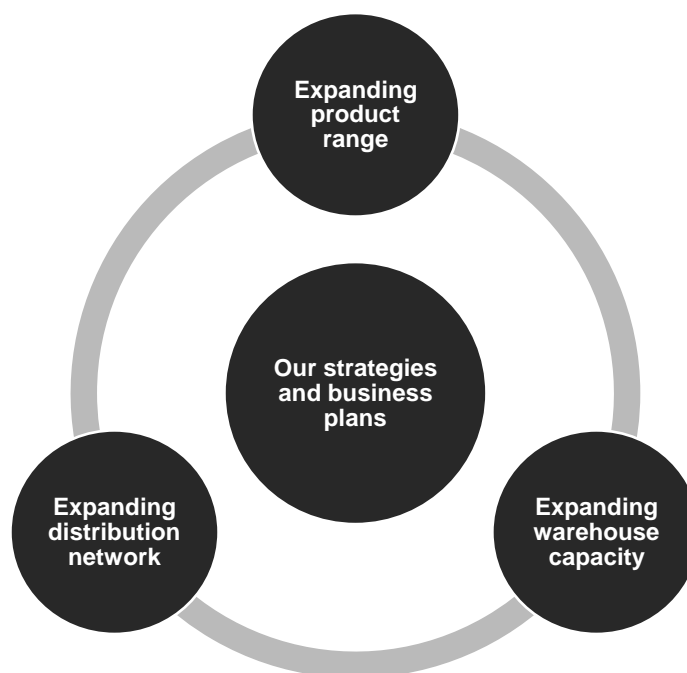 Expanding
product
range
Our strategies
and business
plans
Expanding
distribution
network
Expanding
warehouse
capacity